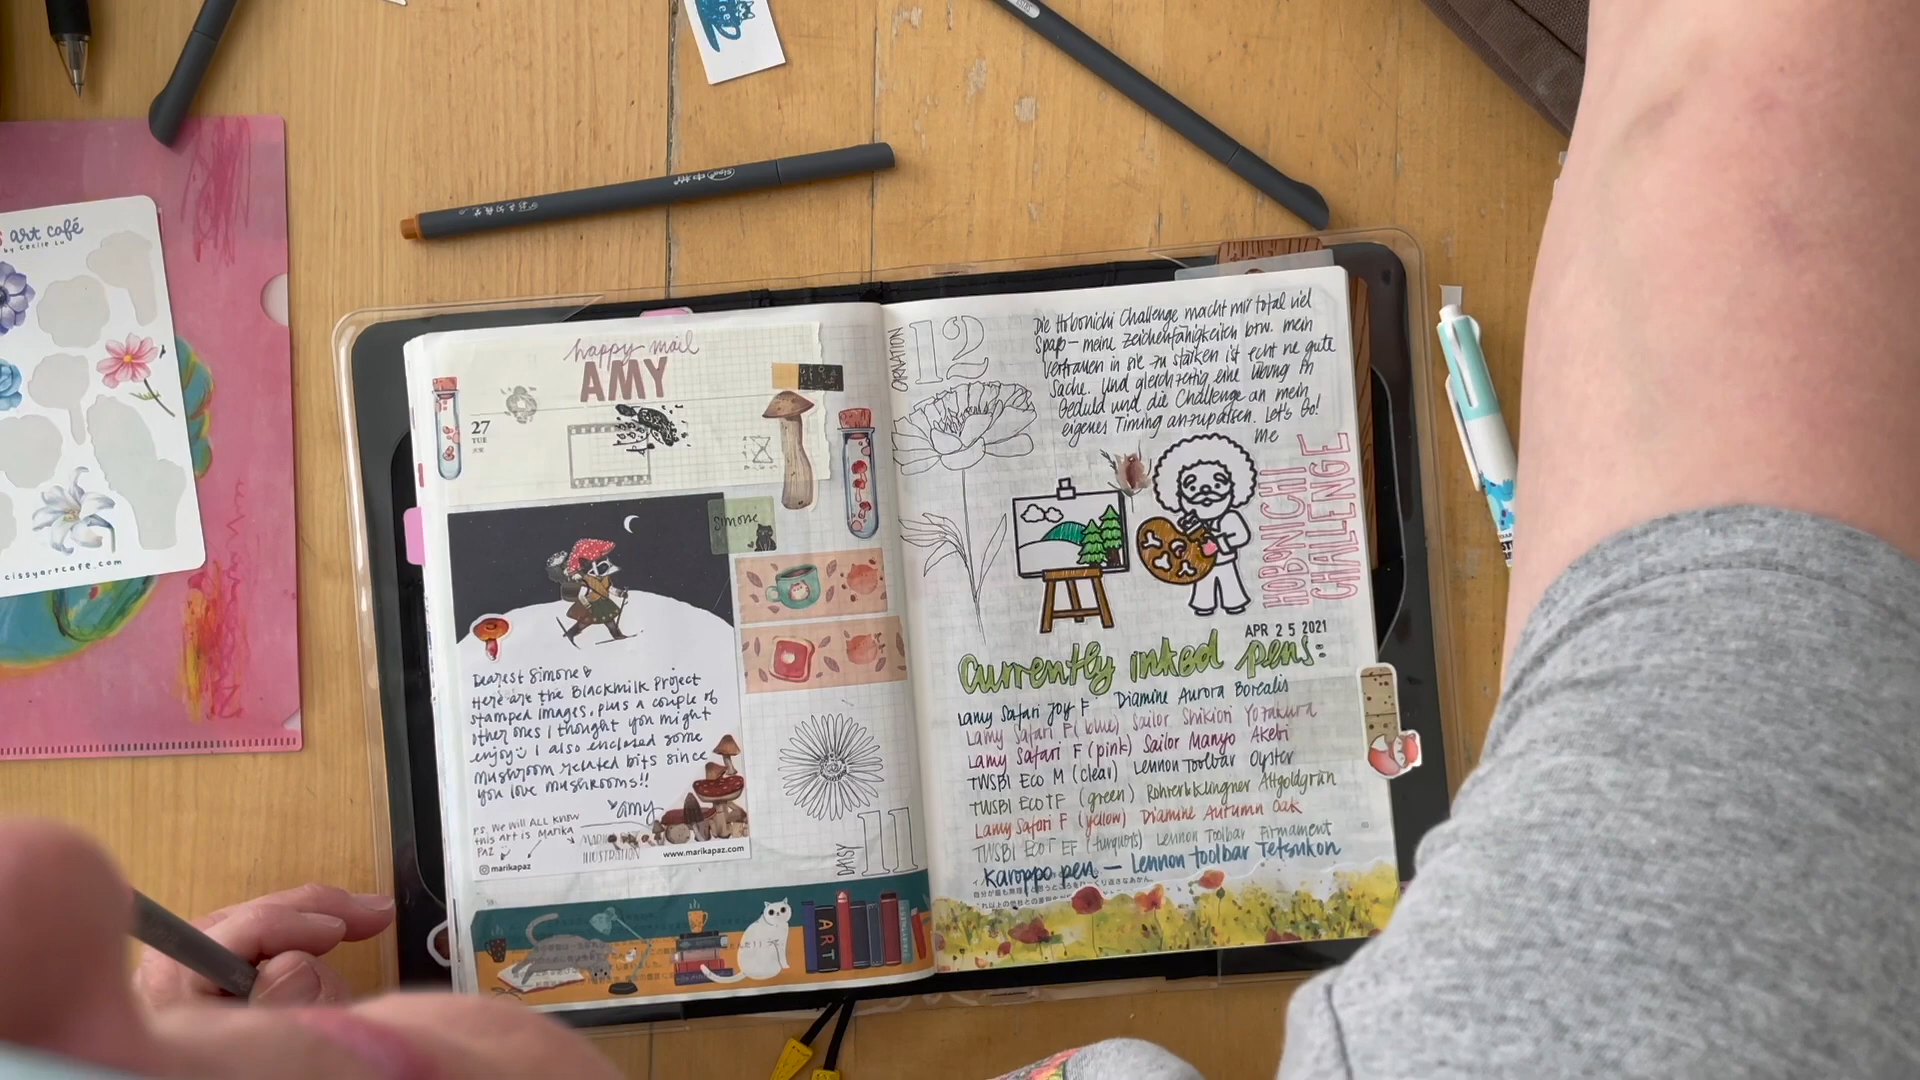 art café
by Cecile Lu
cissyartcafe.com
happy mail
AMY
27
TUE
Simone
Dearest Simone
Here are the Blackmilk Project
stamped images, plus a couple of
other ones I thought you might
enjoy I also enclosed some
mushroom related bits since
you love mushrooms!!
Amy
P.S. We will ALL know
this art is Marika
PAZ
ILLUSTRATION
www.marikapaz.com
marikapaz
DAISY
11
ART
12
Die Hobonichi Challenge macht mir total viel
Spaß – meine Zeichenfähigkeiten bzw. mein
Vertrauen in sie zu stärken ist echt ne gute
Sache. Und gleichzeitig eine Übung in
Geduld und die Challenge an mein
eigenes Timing anzupassen. Let's Go!
Me
HOBONICHI
CHALLENGE
APR 25 2021
Currently inked pens:
Lamy Safari Joy F Diamine Aurora Borealis
Lamy Safari F (blue) Sailor Shikiori Yozakura
Lamy Safari F (pink) Sailor Manyo Akebi
TWSBI Eco M (clear) Lennon Toolbar Oyster
TWSBI Eco T F (green) Rohrer&Klingner Altgoldgrün
Lamy Safari F (yellow) Diamine Autumn Oak
TWSBI Eco T EF (turquois) Lennon Toolbar Firmament
Karoppo pen — Lennon Toolbar Tetsukon